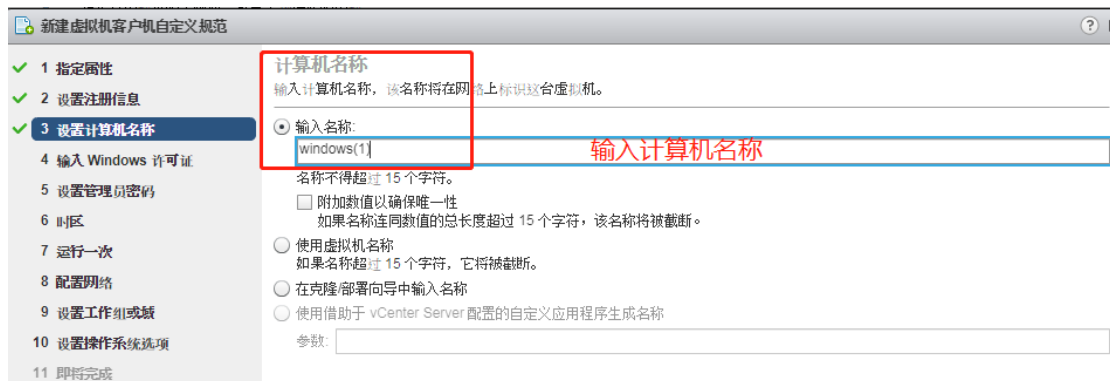 新建虚拟机客户机自定义规范
✓ 1 指定属性
✓ 2 设置注册信息
✓ 3 设置计算机名称
4 输入 Windows 许可证
5 设置管理员密码
6 时区
7 运行一次
8 配置网络
9 设置工作组或域
10 设置操作系统选项
11 即将完成
计算机名称
输入计算机名称，该名称将在网络上标识这台虚拟机。
输入名称:
windows(1)
输入计算机名称
名称不得超过 15 个字符。
附加数值以确保唯一性
如果名称连同数值的总长度超过 15 个字符，该名称将被截断。
使用虚拟机名称
如果名称超过 15 个字符，它将被截断。
在克隆/部署向导中输入名称
使用借助于 vCenter Server 配置的自定义应用程序生成名称
参数: